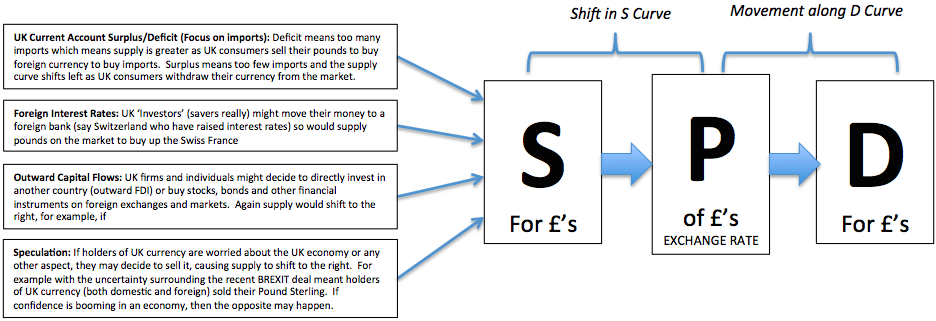 Shift in S Curve
Movement along D Curve
UK Current Account Surplus/Deficit (Focus on imports): Deficit means too many
imports which means supply is greater as UK consumers sell their pounds to buy
foreign currency to buy imports. Surplus means too few imports and the supply
curve shifts left as UK consumers withdraw their currency from the market.
Foreign Interest Rates: UK ‘Investors’ (savers really) might move their money to a
foreign bank (say Switzerland who have raised interest rates) so would supply
pounds on the market to buy up the Swiss France
Outward Capital Flows: UK firms and individuals might decide to directly invest in
another country (outward FDI) or buy stocks, bonds and other financial
instruments on foreign exchanges and markets. Again supply would shift to the
right, for example, if
Speculation: If holders of UK currency are worried about the UK economy or any
other aspect, they may decide to sell it, causing supply to shift to the right. For
example with the uncertainty surrounding the recent BREXIT deal meant holders
of UK currency (both domestic and foreign) sold their Pound Sterling. If
confidence is booming in an economy, then the opposite may happen.
S
For £’s
P
of £’s
EXCHANGE RATE
D
For £’s